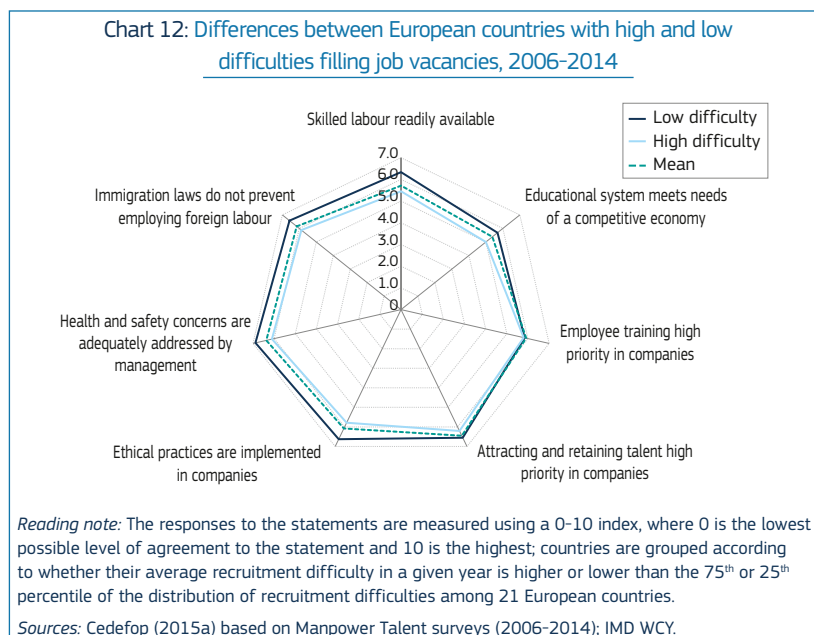 Chart 12: Differences between European countries with high and low
difficulties filling job vacancies, 2006-2014
Skilled labour readily available
Low difficulty
High difficulty
Mean
7.0
6.0
5.0
4.0
3.0
2.0
1.0
0
Immigration laws do not prevent
employing foreign labour
Educational system meets needs
of a competitive economy
Health and safety concerns are
adequately addressed by
management
Employee training high
priority in companies
Ethical practices are implemented
in companies
Attracting and retaining talent high
priority in companies
Reading note: The responses to the statements are measured using a 0-10 index, where 0 is the lowest
possible level of agreement to the statement and 10 is the highest; countries are grouped according
to whether their average recruitment difficulty in a given year is higher or lower than the 75th or 25th
percentile of the distribution of recruitment difficulties among 21 European countries.
Sources: Cedefop (2015a) based on Manpower Talent surveys (2006-2014); IMD WCY.